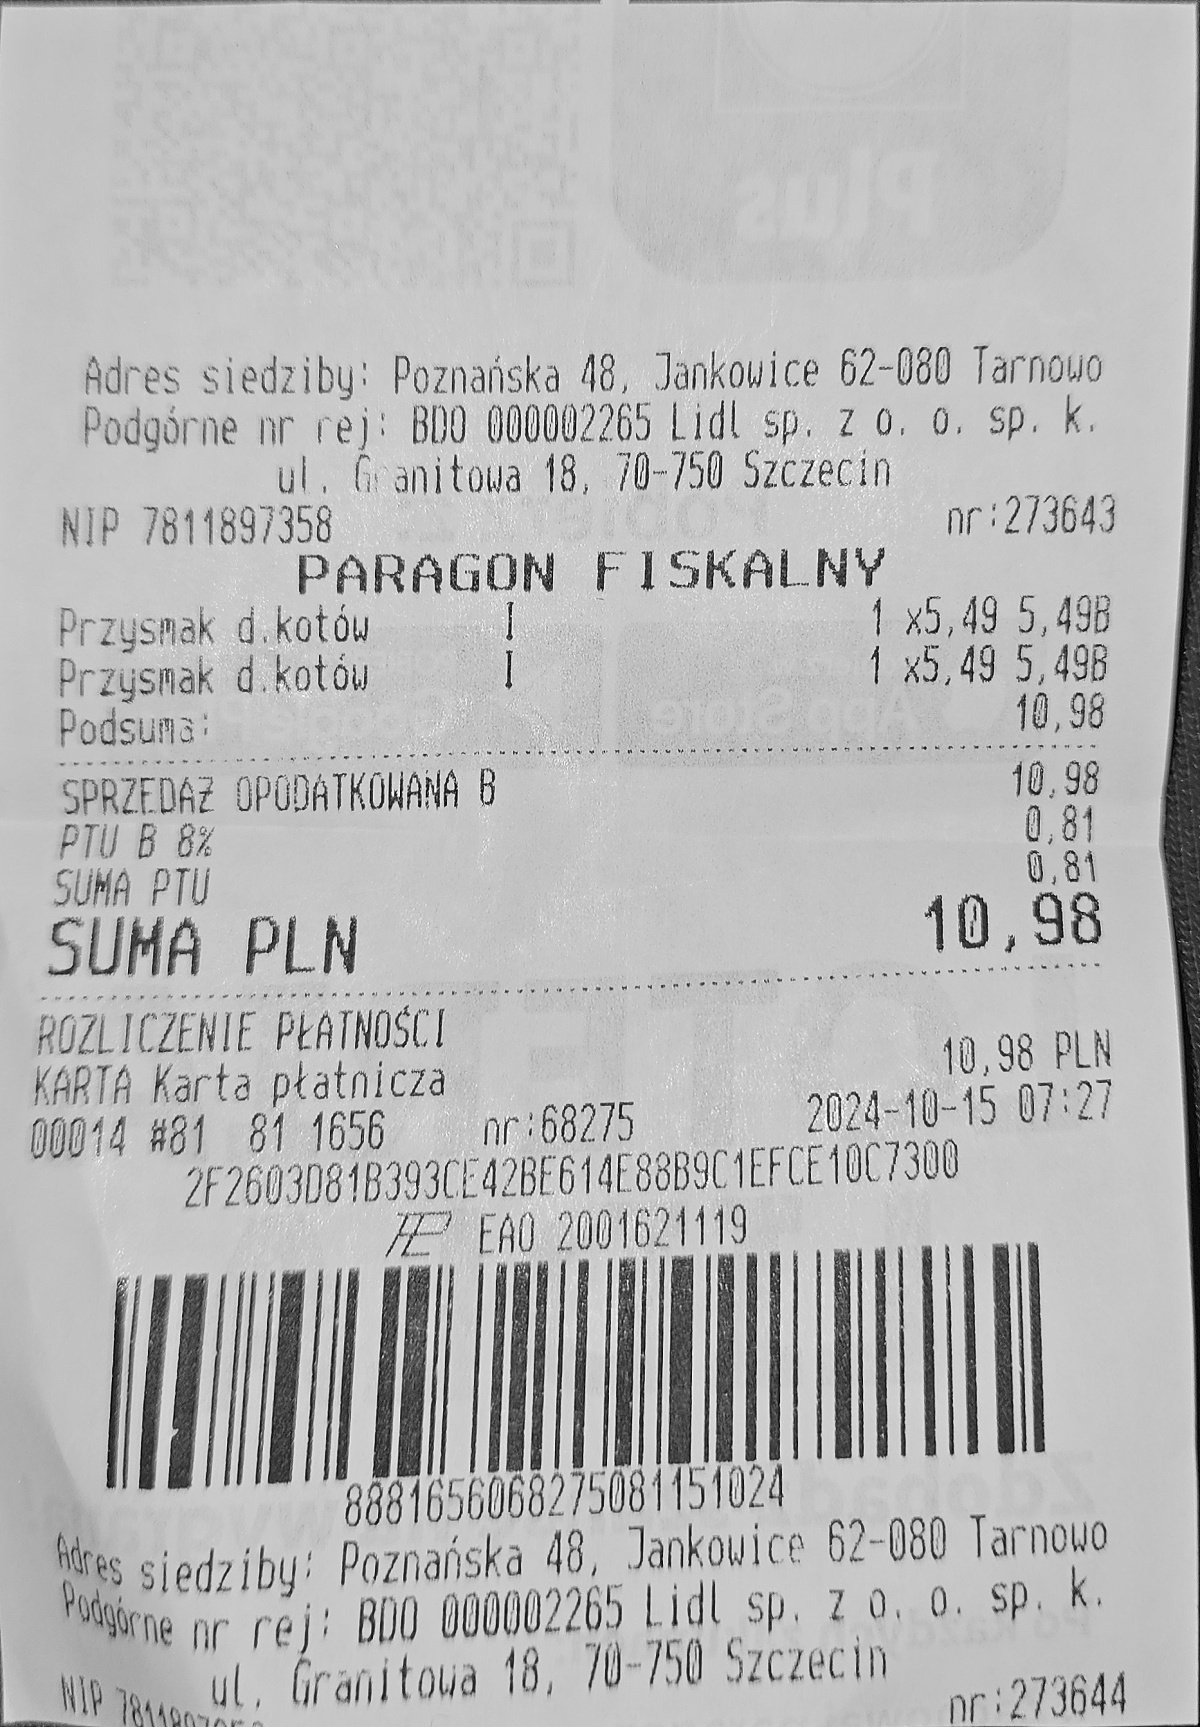 Plus
Adres siedziby: Poznańska 48, Jankowice 62-080 Tarnowo
Podgórne nr rej: BDO 000002265 Lidl sp. z o. o. sp. k.
ul. Granitowa 18, 70-750 Szczecin
NIP 7811897358 nr:273643
PARAGON FISKALNY
Przysmak d.kotów I 1 x5,49 5,49B
Przysmak d.kotów I 1 x5,49 5,49B
Podsuma: 10,98
SPRZEDAŻ OPODATKOWANA B 10,98
PTU B 8% 0,81
SUMA PTU 0,81
SUMA PLN 10,98
ROZLICZENIE PŁATNOŚCI
KARTA Karta płatnicza 10,98 PLN
00014 #81 81 1656 nr:68275 2024-10-15 07:27
2F2603D81B393CE42BE614E88B9C1EFCE10C7300
EAO 2001621119
8881656068275081151024
Adres siedziby: Poznańska 48, Jankowice 62-080 Tarnowo
Podgórne nr rej: BDO 000002265 Lidl sp. z o. o. sp. k.
ul. Granitowa 18, 70-750 Szczecin
NIP nr:273644